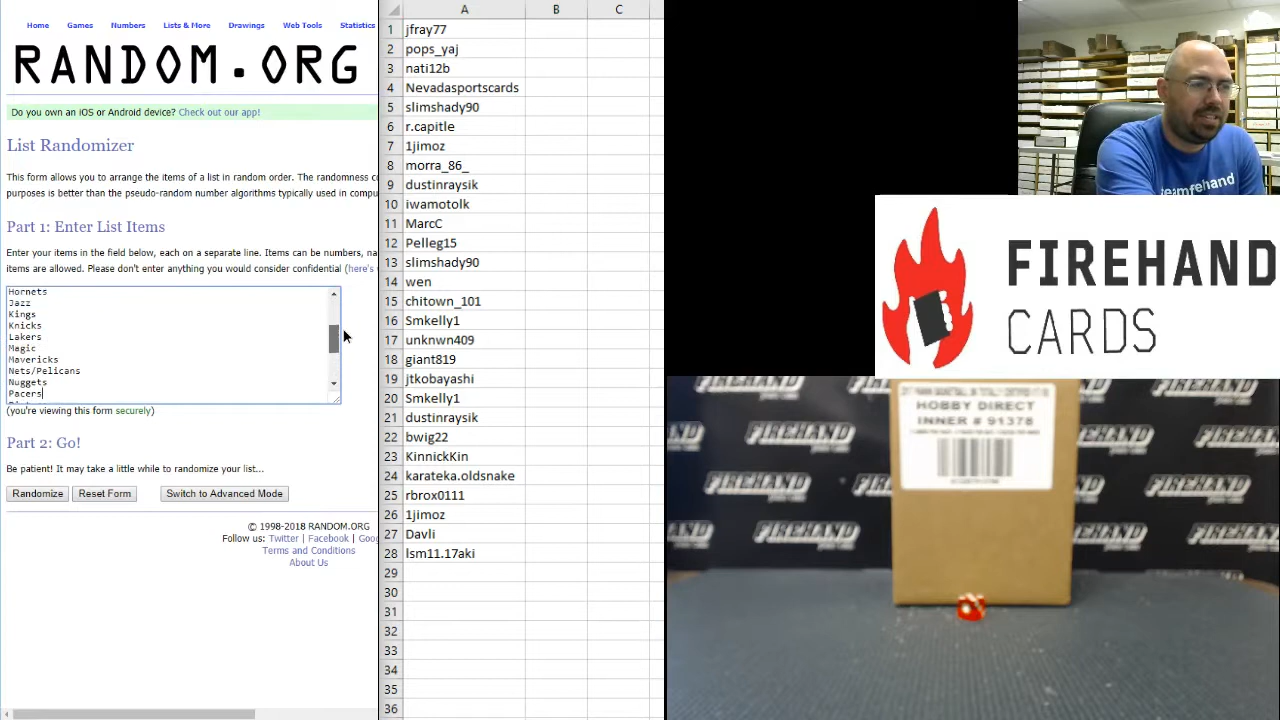 Home Games Numbers Lists & More Drawings Web Tools Statistics
RANDOM.ORG
Do you own an iOS or Android device? Check out our app!
List Randomizer
This form allows you to arrange the items of a list in random order. The randomness c
purposes is better than the pseudo-random number algorithms typically used in compu
Part 1: Enter List Items
Enter your items in the field below, each on a separate line. Items can be numbers, na
items are allowed. Please don't enter anything you would consider confidential (here's
Hornets
Jazz
Kings
Knicks
Lakers
Magic
Mavericks
Nets/Pelicans
Nuggets
Pacers
(you're viewing this form securely)
Part 2: Go!
Be patient! It may take a little while to randomize your list...
Randomize Reset Form Switch to Advanced Mode
© 1998-2018 RANDOM.ORG
Follow us: Twitter | Facebook | Goo
Terms and Conditions
About Us
A B C
1 jfray77
2 pops_yaj
3 nati12b
4 Nevadasportscards
5 slimshady90
6 r.capitle
7 1jimoz
8 morra_86_
9 dustinraysik
10 iwamotolk
11 MarcC
12 Pelleg15
13 slimshady90
14 wen
15 chitown_101
16 Smkelly1
17 unknwn409
18 giant819
19 jtkobayashi
20 Smkelly1
21 dustinraysik
22 bwig22
23 KinnickKin
24 karateka.oldsnake
25 rbrox0111
26 1jimoz
27 Davli
28 lsm11.17aki
29
30
31
32
33
34
35
36
teamfirehand
FIREHAND
CARDS
HOBBY DIRECT
INNER # 91378
FIREHAND
FIREHAND
FIREHAND
FIREHAND
FIREHAND
FIREHAND
FIREHAND